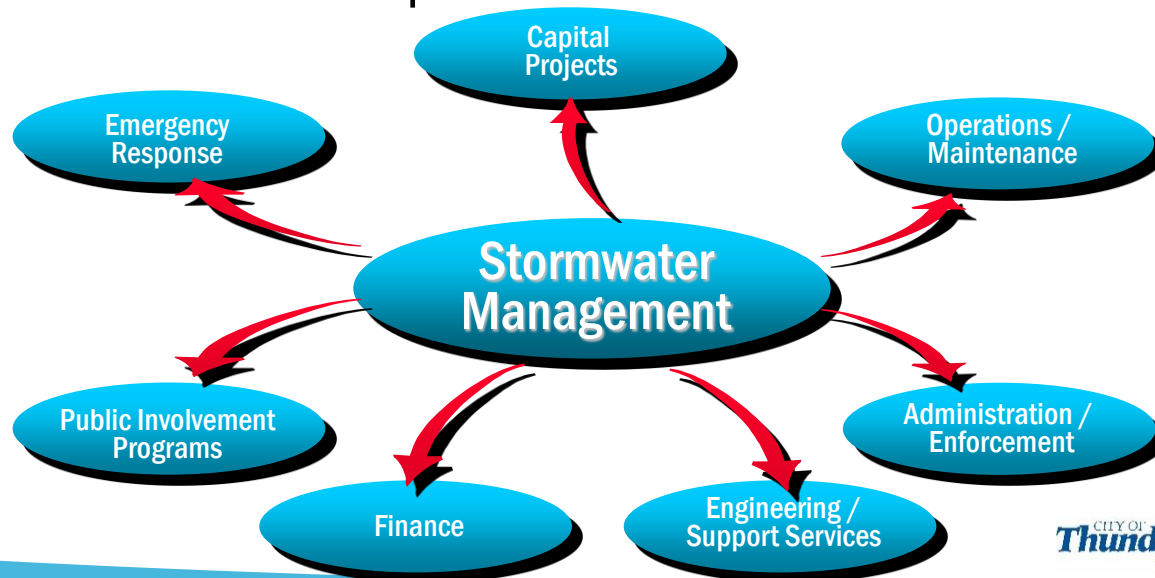 Capital
Projects
Emergency
Response
Operations /
Maintenance
Stormwater
Management
Public Involvement
Programs
Administration /
Enforcement
Finance
Engineering /
Support Services
CITY OF